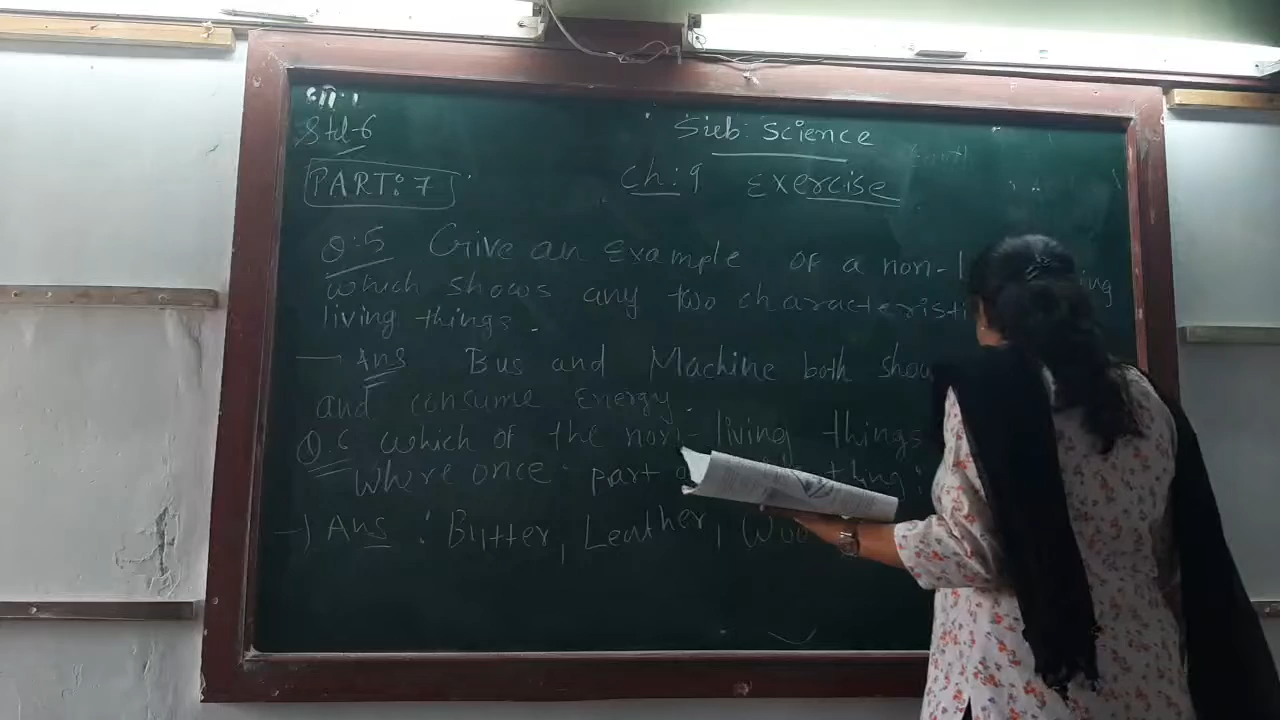 Std-6
Sub: Science
PART: 7
Ch: 9 Exercise
Q:5 Give an Example of a non-
which shows any two characteristi
living things.
→ Ans Bus and Machine both show
and consume Energy.
Q.6 which of the non-living things
where once part thing:
→ Ans : Butter, Leather,